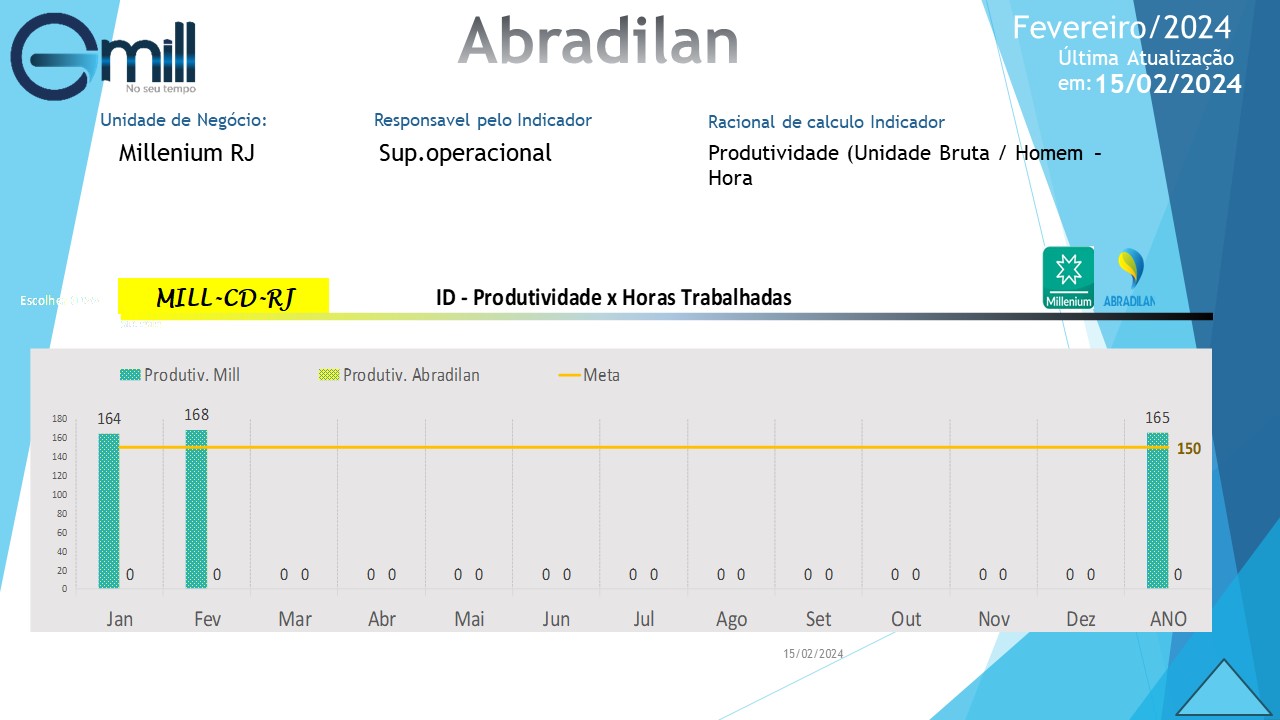 emill
No seu tempo
Abradilan
Fevereiro/2024
Última Atualização
em:15/02/2024
Unidade de Negócio:
Millenium RJ
Responsavel pelo Indicador
Sup.operacional
Racional de calculo Indicador
Produtividade (Unidade Bruta / Homem –
Hora
MILL-CD-RJ
ID - Produtividade x Horas Trabalhadas
Millenium
ABRADILAN
Produtiv. Mill Produtiv. Abradilan Meta
180
160
140
120
100
80
60
40
20
0
164 168 165
150
0 0 0 0 0 0 0 0 0 0 0 0 0 0 0 0 0 0 0 0 0 0 0
Jan Fev Mar Abr Mai Jun Jul Ago Set Out Nov Dez ANO
15/02/2024